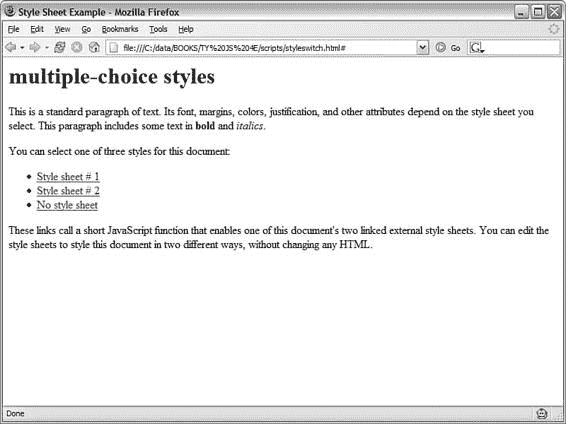 Style Sheet Example - Mozilla Firefox
File Edit View Go Bookmarks Tools Help
file:///C:/data/BOOKS/TY%20JS%204E/scripts/styleswitch.html# Go G
multiple-choice styles
This is a standard paragraph of text. Its font, margins, colors, justification, and other attributes depend on the style sheet you
select. This paragraph includes some text in bold and italics.
You can select one of three styles for this document:
• Style sheet # 1
• Style sheet # 2
• No style sheet
These links call a short JavaScript function that enables one of this document's two linked external style sheets. You can edit the
style sheets to style this document in two different ways, without changing any HTML.
Done